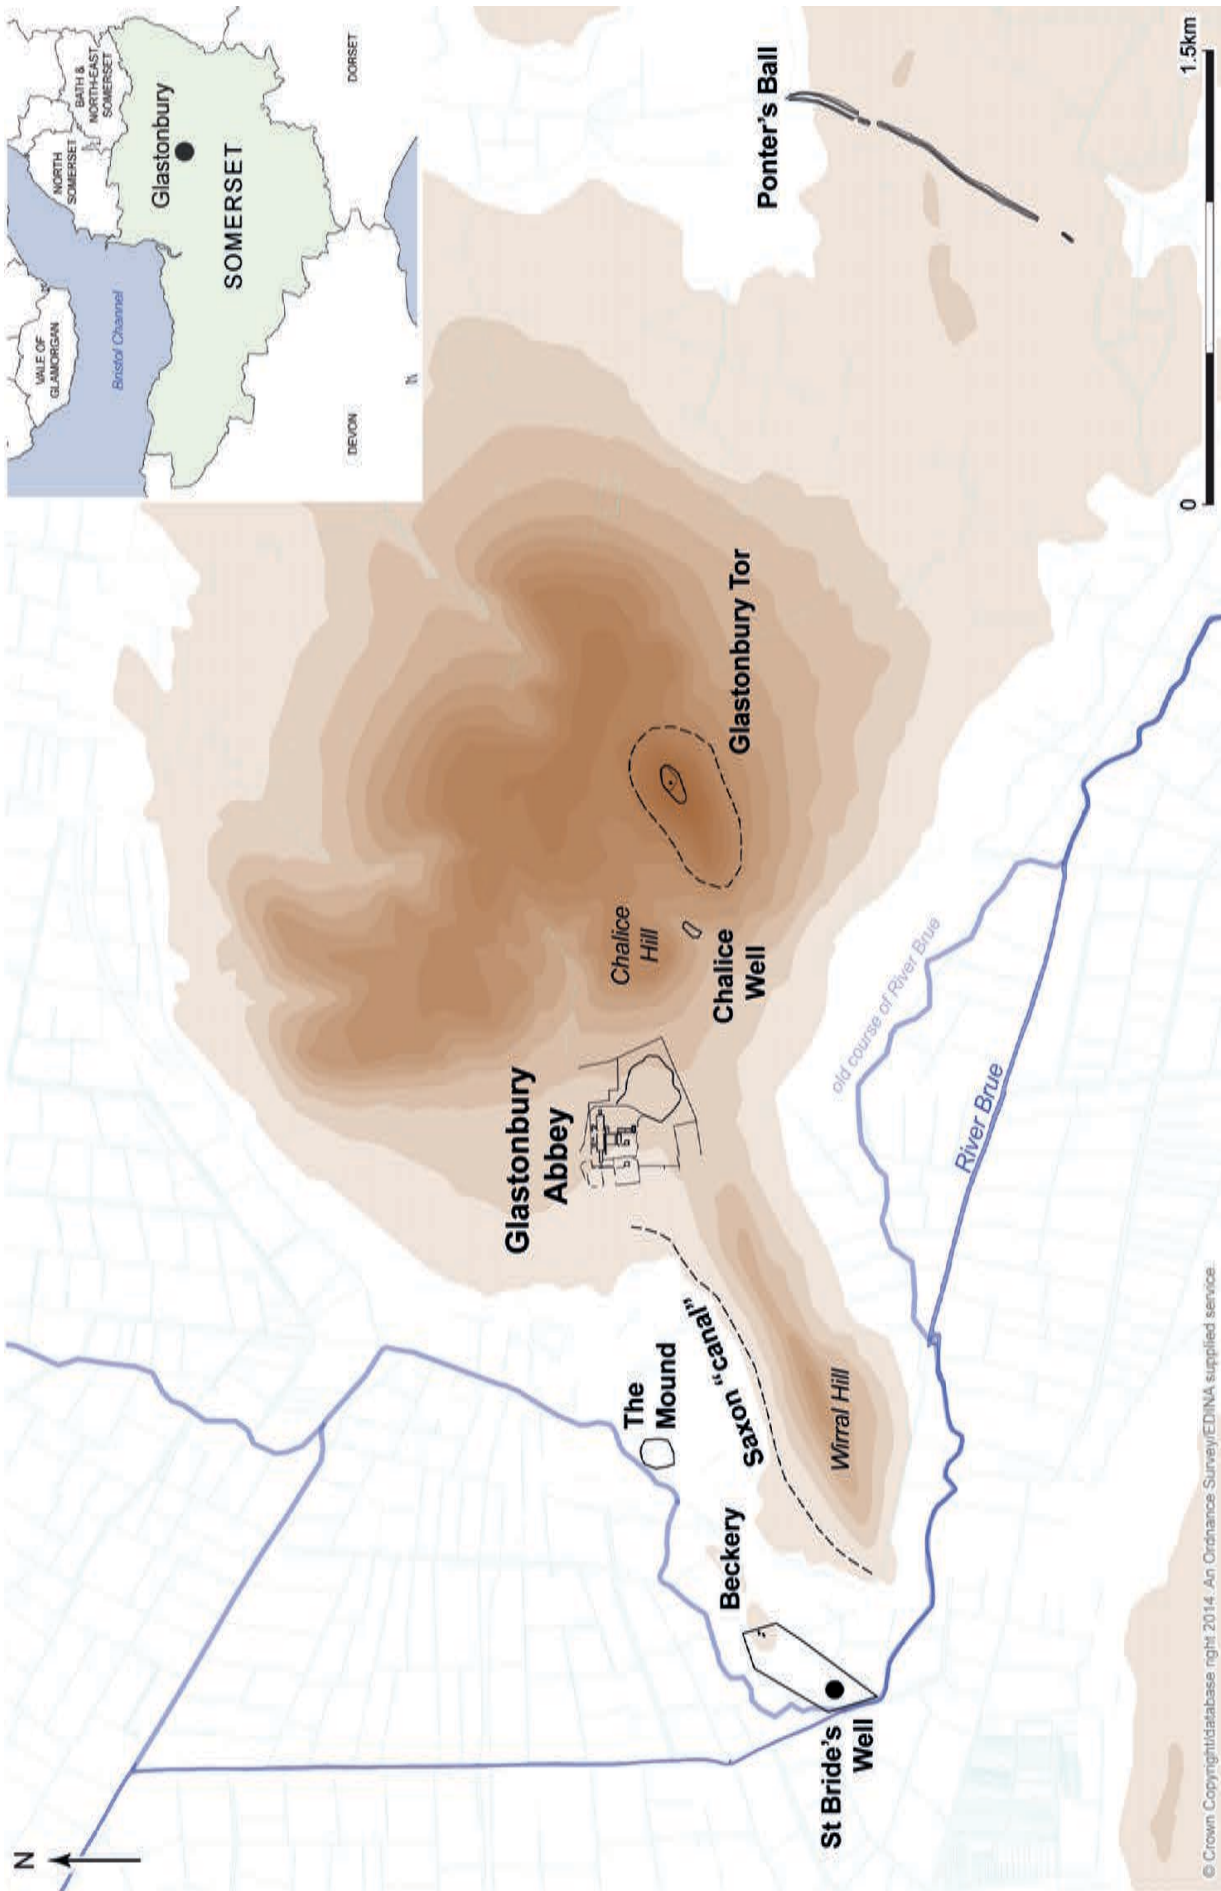 N
VALE OF
GLAMORGAN
NORTH
SOMERSET
BATH &
NORTH-EAST
SOMERSET
Bristol Channel
Glastonbury
SOMERSET
DEVON
DORSET
Glastonbury
Abbey
Chalice
Hill
Chalice
Well
Glastonbury Tor
Ponter's Ball
The
Mound
Saxon "canal"
Beckery
Wirral Hill
St Bride's
Well
old course of River Brue
River Brue
0
1.5km
© Crown Copyright/database right 2014. An Ordnance Survey/EDINA supplied service.